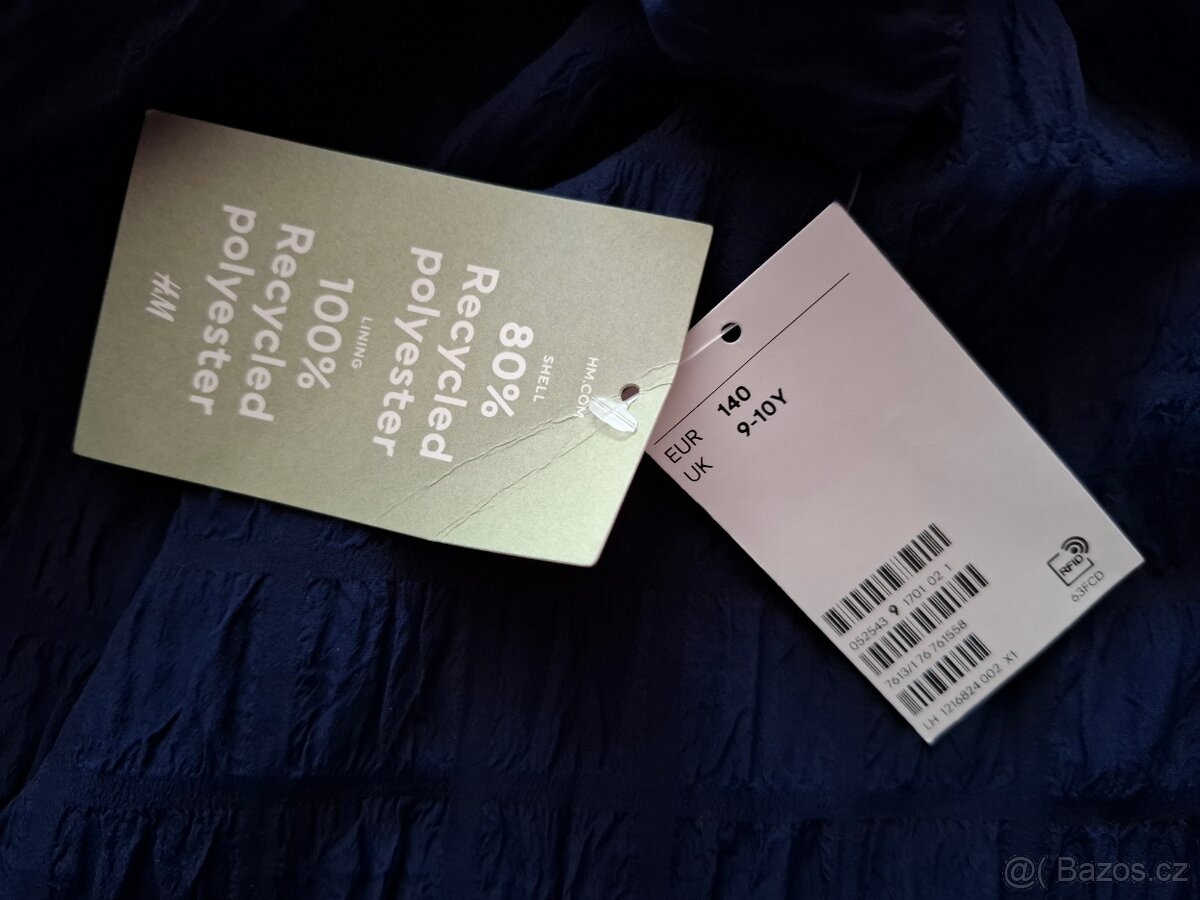 HM.COM
SHELL
80%
Recycled
polyester
LINING
100%
Recycled
polyester
H&M
EUR 140
UK 9-10Y
052543 9 1701 02 1
7613/176 761558
LH 1216824 002 X1
RFID
63FCD
@( Bazos.cz